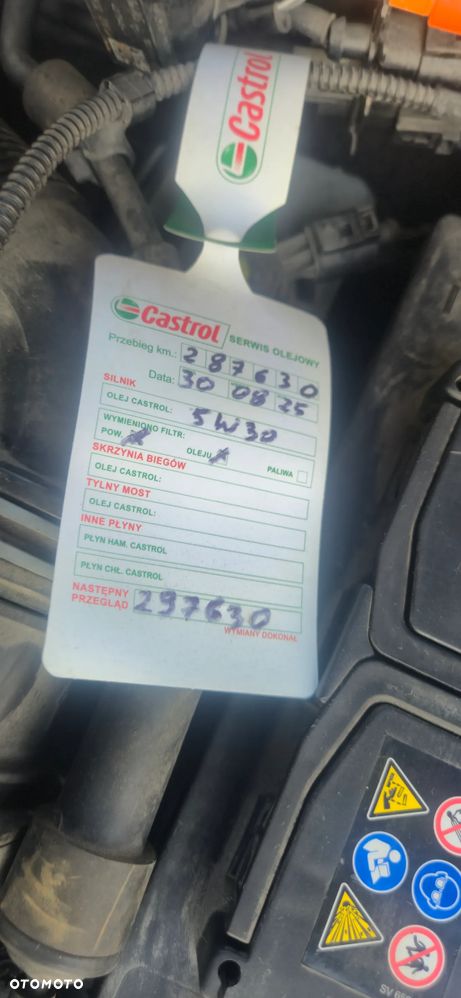 Castrol
Castrol SERWIS OLEJOWY
Przebieg km.: 287630
Data: 30 08 25
SILNIK
OLEJ CASTROL: 5W30
WYMIENIONO FILTR:
POW. X OLEJU X PALIWA
SKRZYNIA BIEGÓW
OLEJ CASTROL:
TYLNY MOST
OLEJ CASTROL:
INNE PŁYNY
PŁYN HAM. CASTROL
PŁYN CHŁ. CASTROL
NASTĘPNY
PRZEGLĄD 297630
WYMIANY DOKONAŁ
OTOMOTO